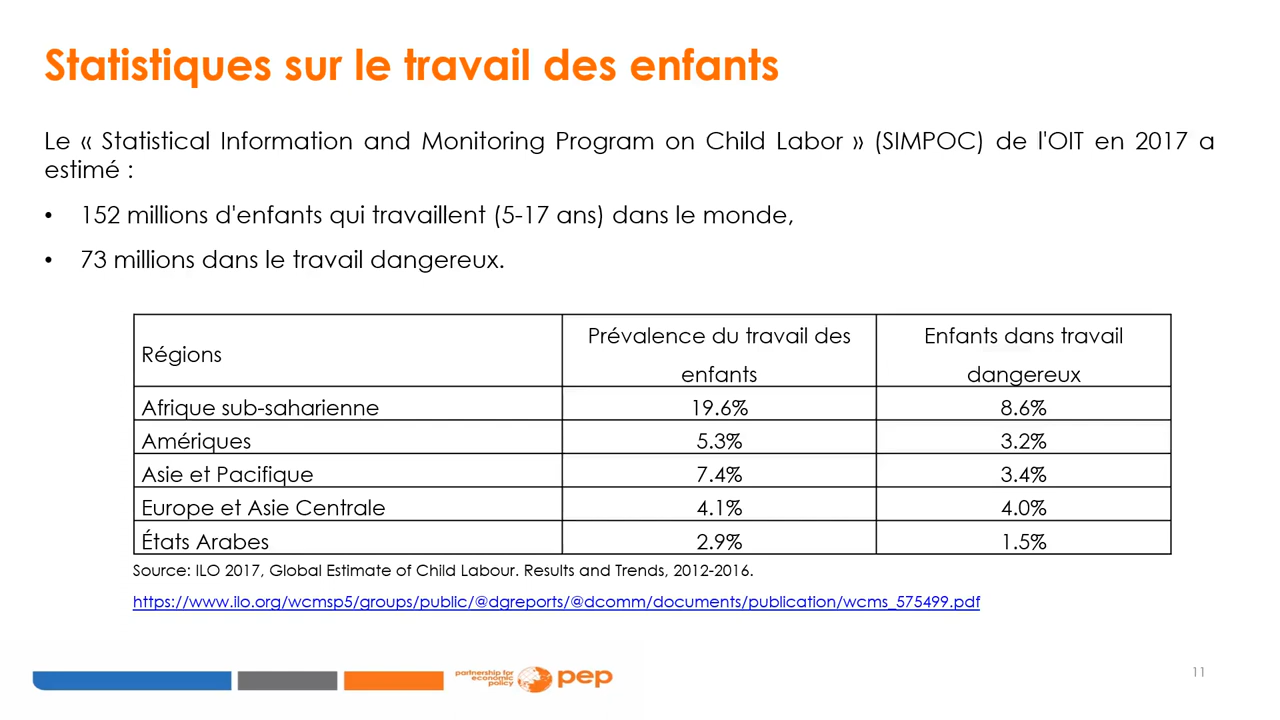 Statistiques sur le travail des enfants
Le « Statistical Information and Monitoring Program on Child Labor » (SIMPOC) de l'OIT en 2017 a
estimé :
• 152 millions d'enfants qui travaillent (5-17 ans) dans le monde,
• 73 millions dans le travail dangereux.
Régions
Prévalence du travail des
enfants
Enfants dans travail
dangereux
Afrique sub-saharienne 19.6% 8.6%
Amériques 5.3% 3.2%
Asie et Pacifique 7.4% 3.4%
Europe et Asie Centrale 4.1% 4.0%
États Arabes 2.9% 1.5%
Source: ILO 2017, Global Estimate of Child Labour. Results and Trends, 2012-2016.
https://www.ilo.org/wcmsp5/groups/public/@dgreports/@dcomm/documents/publication/wcms_575499.pdf
partnership for
economic
policy
pep
11